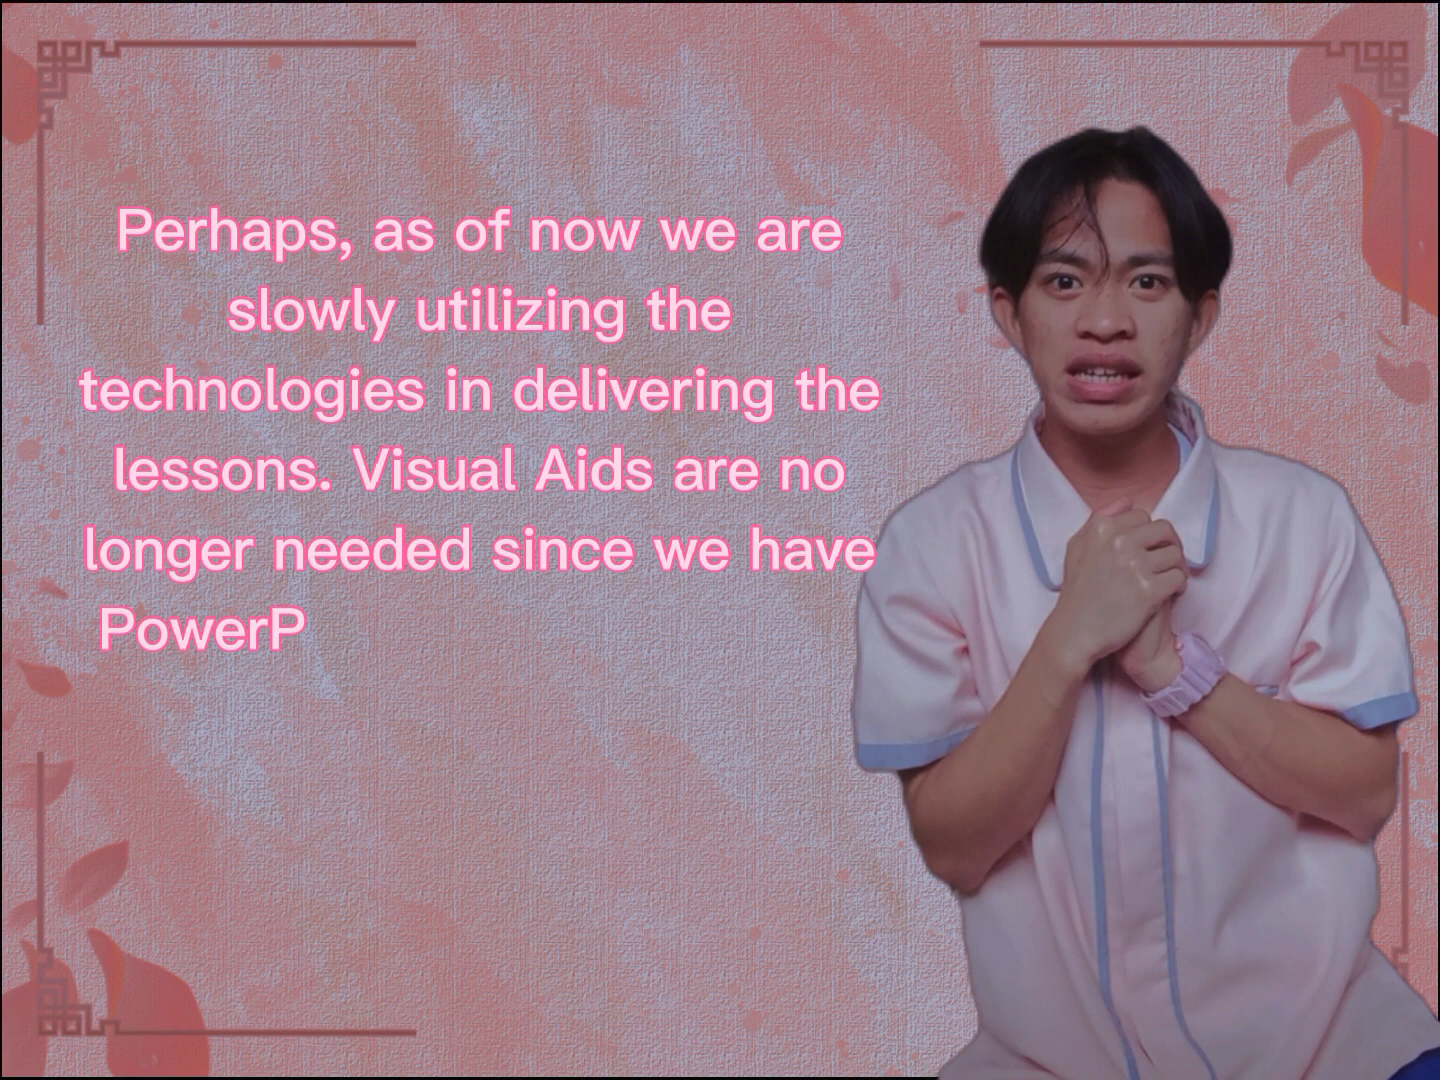 Perhaps, as of now we are
slowly utilizing the
technologies in delivering the
lessons. Visual Aids are no
longer needed since we have
PowerP